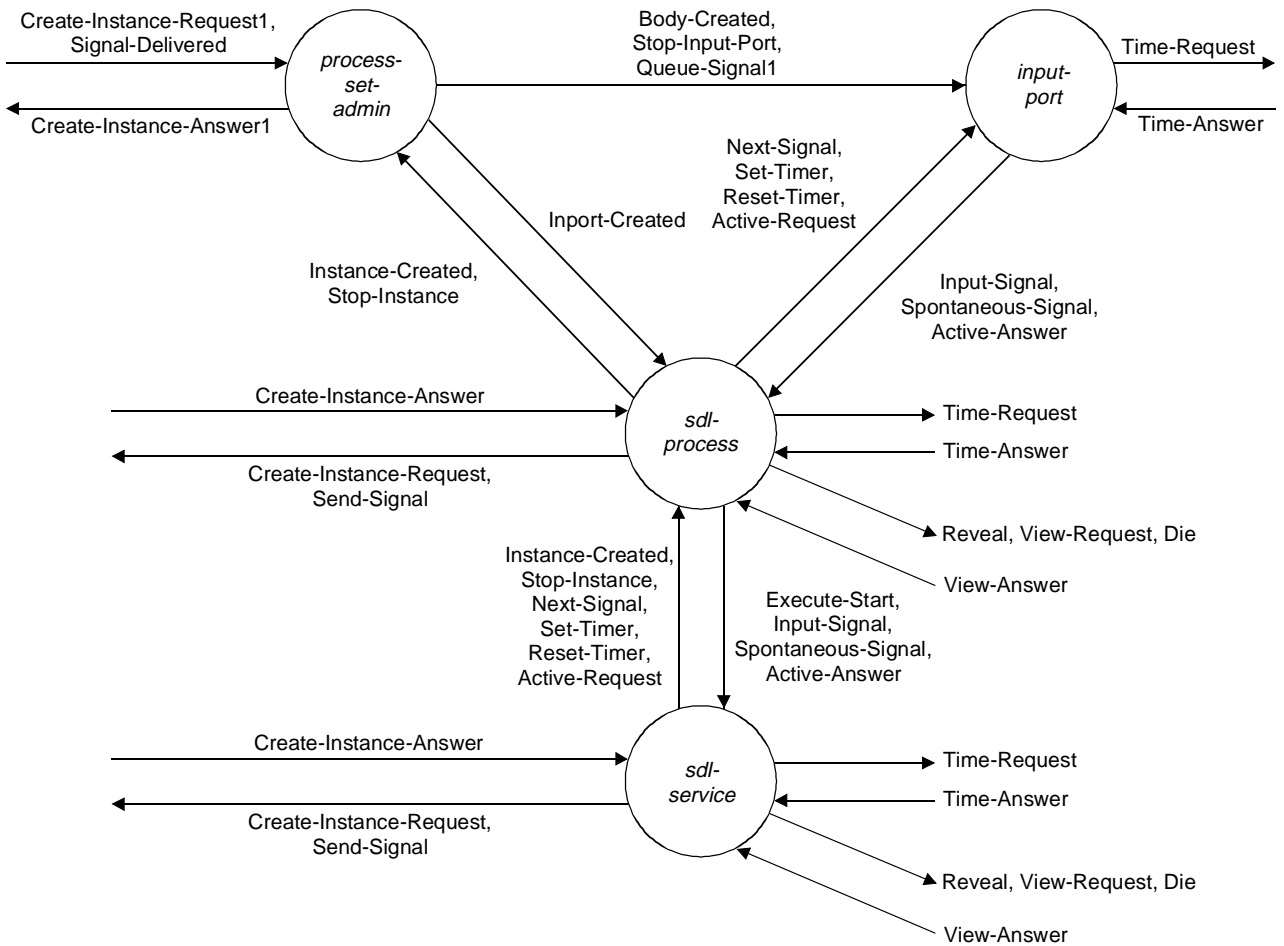 Create-Instance-Request1,
Signal-Delivered
Create-Instance-Answer1
process-
set-
admin
Body-Created,
Stop-Input-Port,
Queue-Signal1
input-
port
Time-Request
Time-Answer
Next-Signal,
Set-Timer,
Reset-Timer,
Active-Request
Inport-Created
Instance-Created,
Stop-Instance
Input-Signal,
Spontaneous-Signal,
Active-Answer
Create-Instance-Answer
Create-Instance-Request,
Send-Signal
sdl-
process
Time-Request
Time-Answer
Reveal, View-Request, Die
View-Answer
Instance-Created,
Stop-Instance,
Next-Signal,
Set-Timer,
Reset-Timer,
Active-Request
Execute-Start,
Input-Signal,
Spontaneous-Signal,
Active-Answer
Create-Instance-Answer
Create-Instance-Request,
Send-Signal
sdl-
service
Time-Request
Time-Answer
Reveal, View-Request, Die
View-Answer